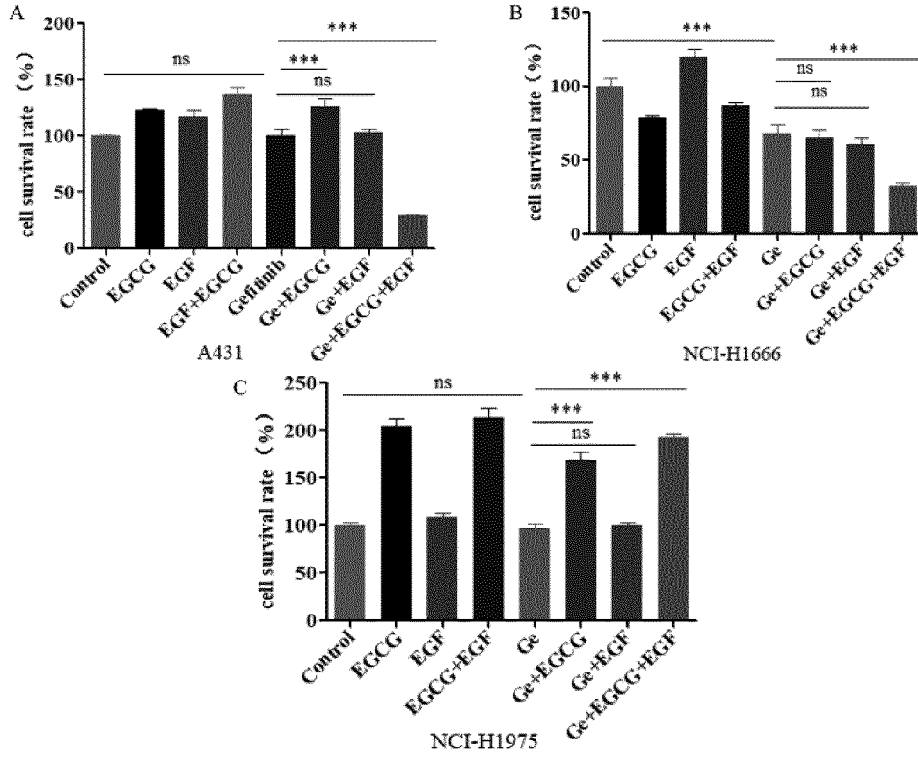 A
cell survival rate (%)
200
150
100
50
0
***
ns
***
ns
Control
EGCG
EGF
EGF+EGCG
Gefitinib
Ge+EGCG
Ge+EGF
Ge+EGCG+EGF
A431
B
cell survival rate (%)
150
100
50
0
***
***
ns
ns
Control
EGCG
EGF
EGCG+EGF
Ge
Ge+EGCG
Ge+EGF
Ge+EGCG+EGF
NCI-H1666
C
cell survival rate (%)
250
200
150
100
50
0
ns
***
***
ns
Control
EGCG
EGF
EGCG+EGF
Ge
Ge+EGCG
Ge+EGF
Ge+EGCG+EGF
NCI-H1975